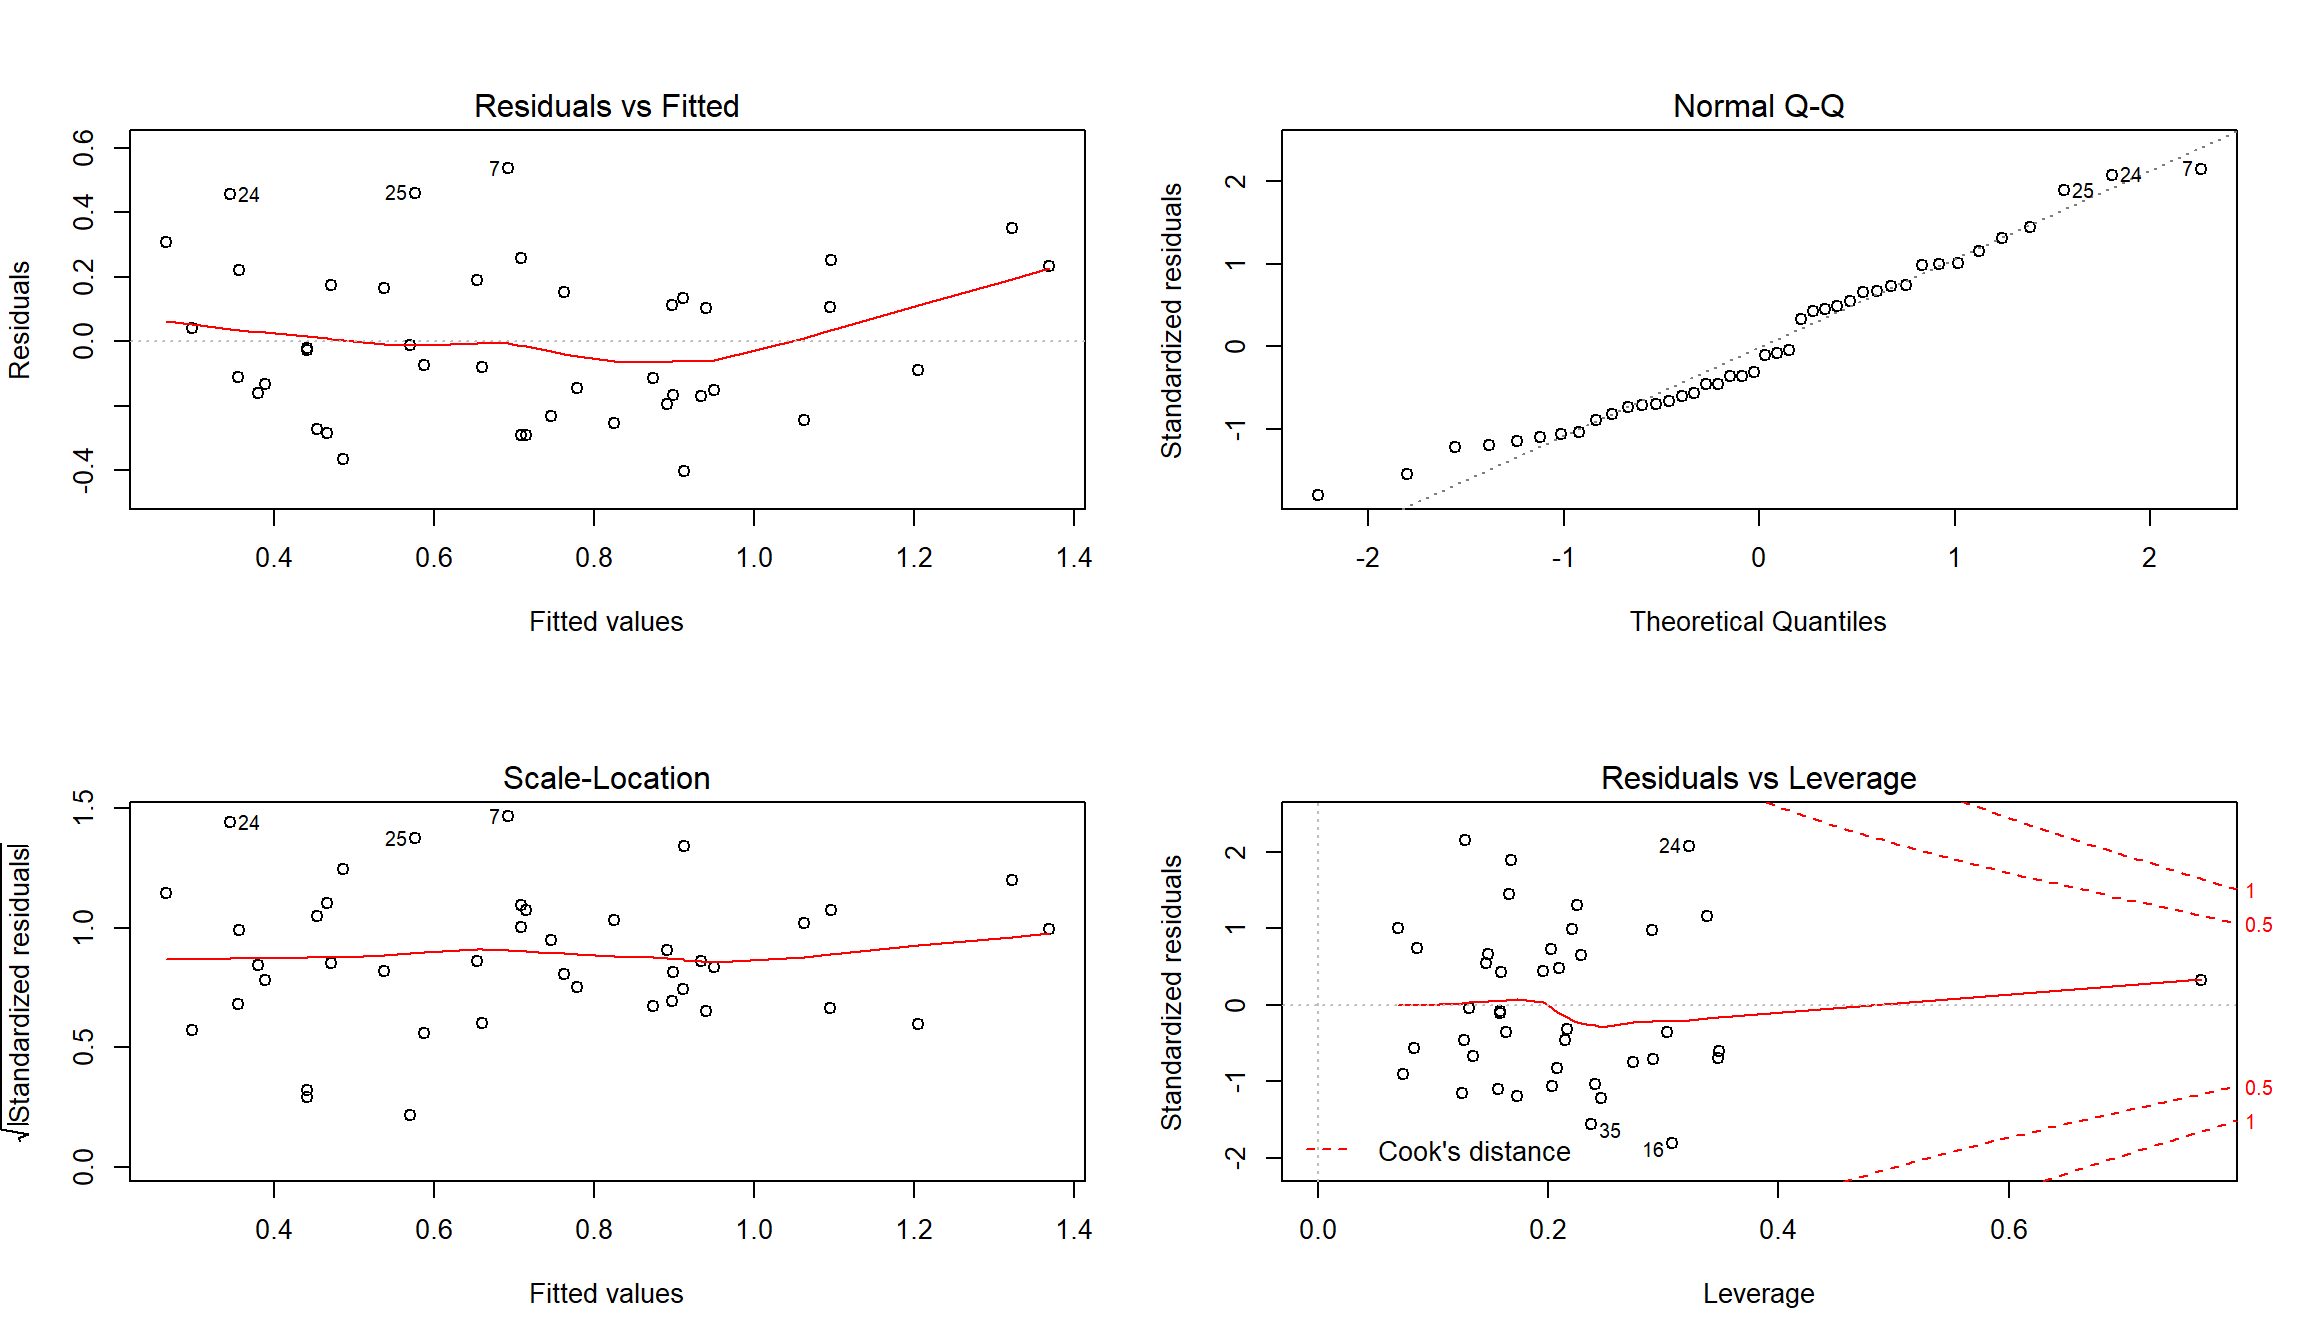 Residuals vs Fitted
Residuals
0.6
0.4
0.2
0.0
-0.4
7
24
25
0.4 0.6 0.8 1.0 1.2 1.4
Fitted values
Normal Q-Q
Standardized residuals
2
1
0
-1
25
24
7
-2 -1 0 1 2
Theoretical Quantiles
Scale-Location
√|Standardized residuals|
1.5
1.0
0.5
0.0
24
25
7
0.4 0.6 0.8 1.0 1.2 1.4
Fitted values
Residuals vs Leverage
Standardized residuals
2
1
0
-1
-2
24
35
16
1
0.5
0.5
1
Cook's distance
0.0 0.2 0.4 0.6
Leverage